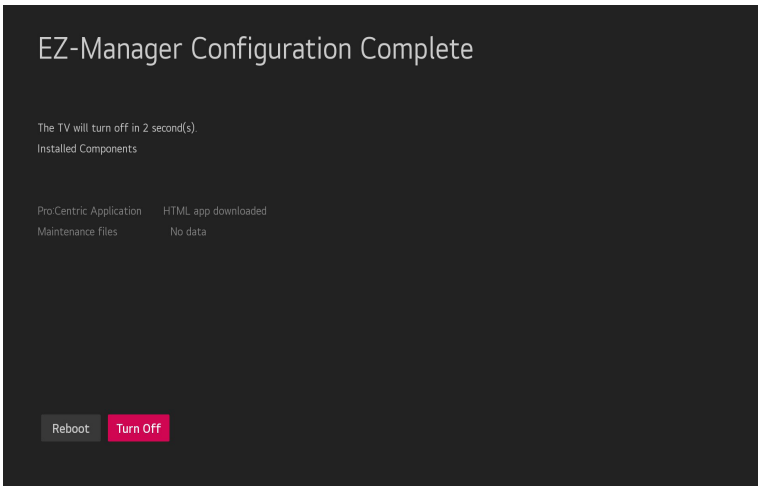 EZ-Manager Configuration Complete
The TV will turn off in 2 second(s).
Installed Components
Pro:Centric Application HTML app downloaded
Maintenance files No data
Reboot Turn Off